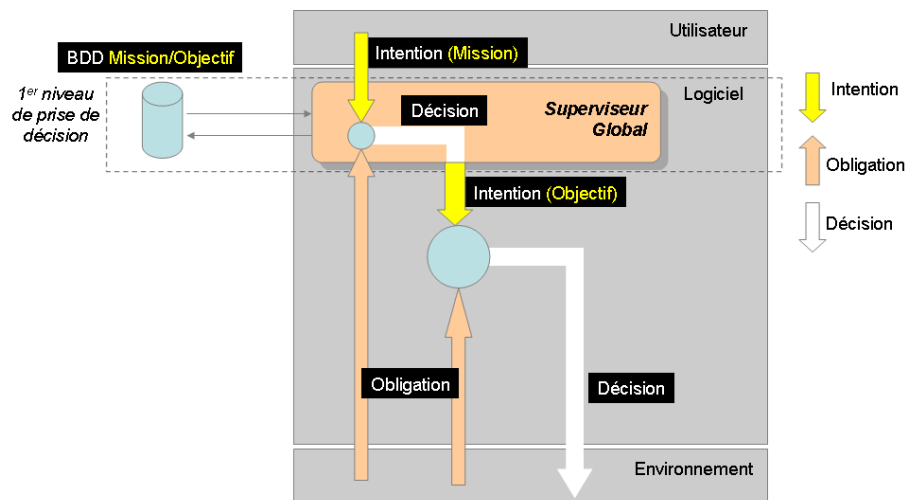 Utilisateur
BDD Mission/Objectif
Intention (Mission)
1er niveau
de prise de
décision
Décision
Superviseur
Global
Logiciel
Intention
Obligation
Décision
Intention (Objectif)
Obligation
Décision
Environnement